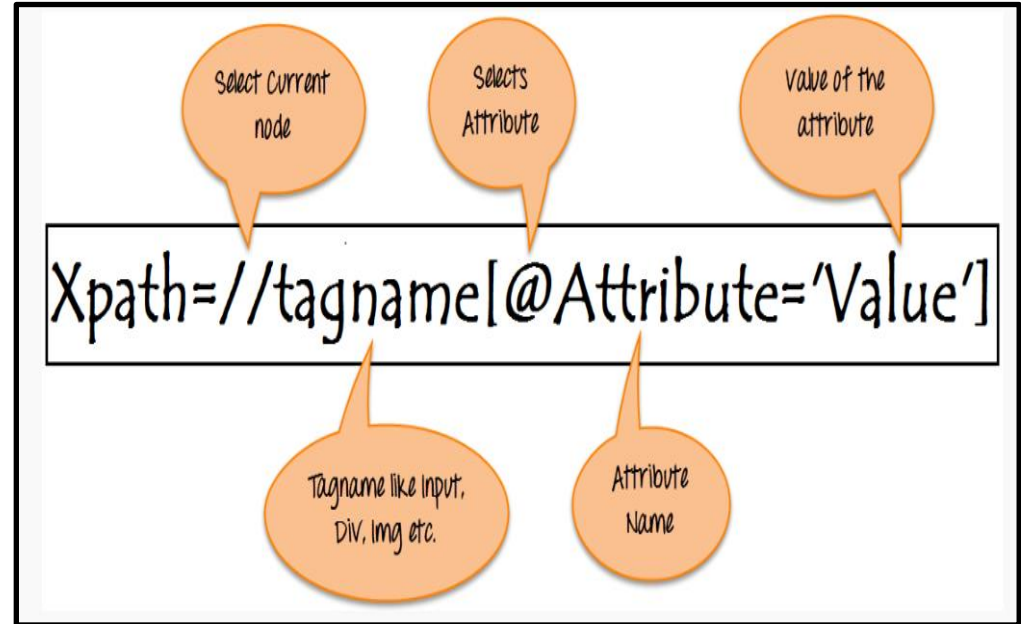 Select Current
node
Selects
Attribute
Value of the
attribute
Xpath=//tagname[@Attribute='Value']
Tagname like Input,
Div, Img etc.
Attribute
Name